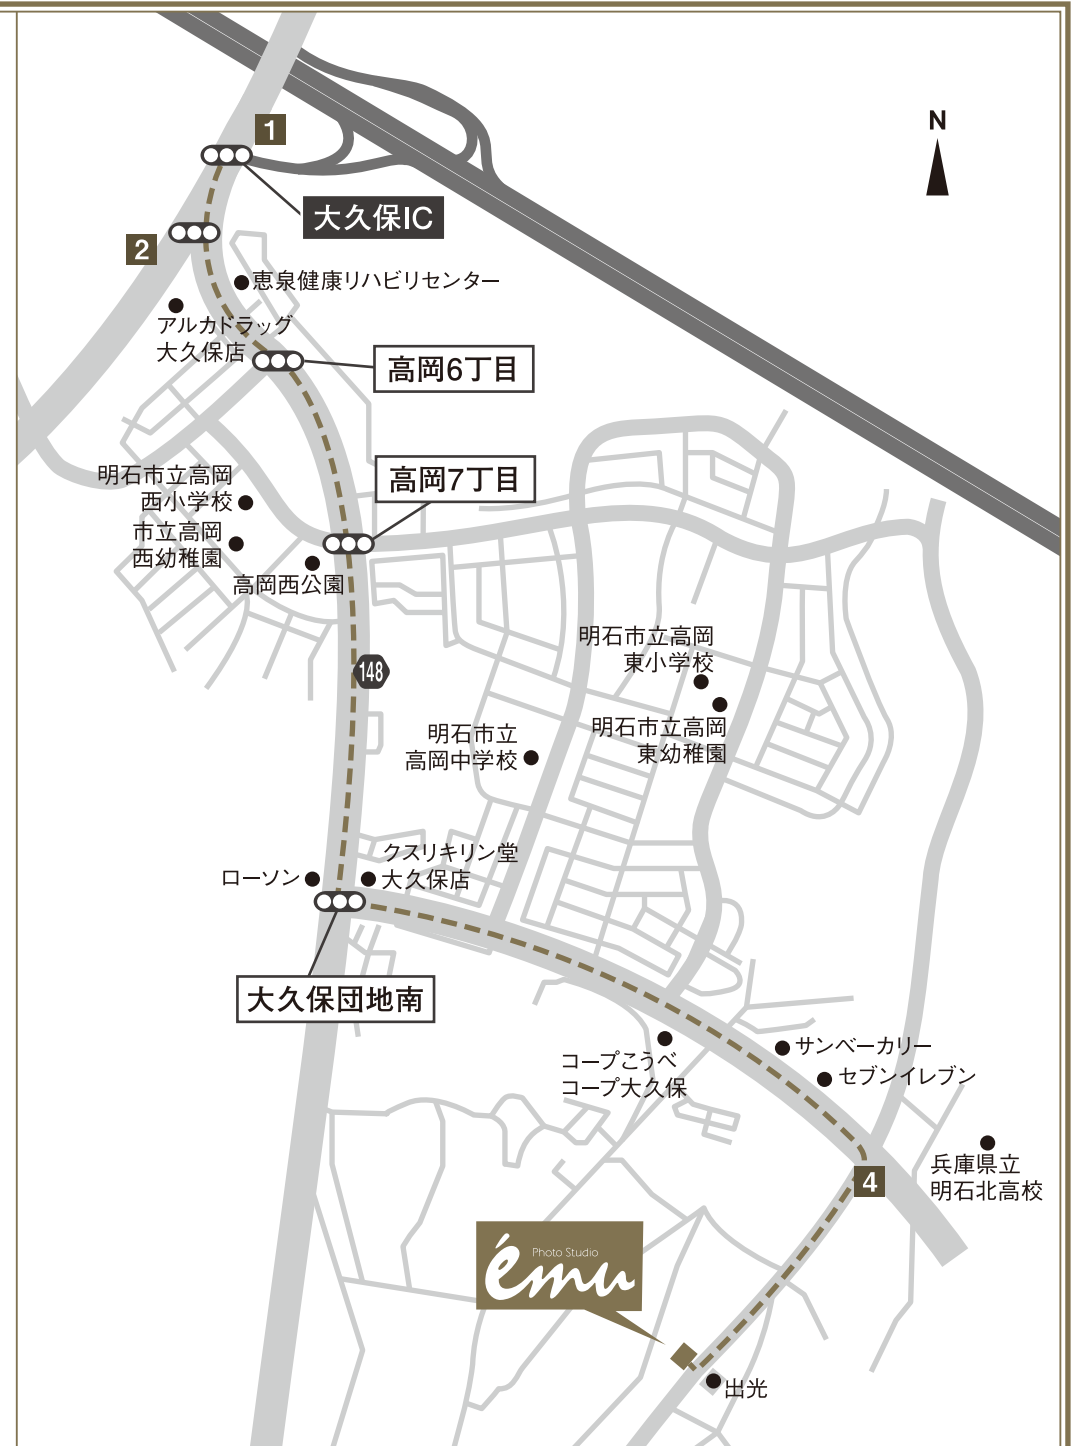 N
1
大久保IC
2
恵泉健康リハビリセンター
アルカドラッグ
大久保店
高岡6丁目
高岡7丁目
明石市立高岡
西小学校
市立高岡
西幼稚園
高岡西公園
148
明石市立高岡
東小学校
明石市立高岡
東幼稚園
明石市立
高岡中学校
クスリキリン堂
大久保店
ローソン
大久保団地南
サンベーカリー
コープこうべ
コープ大久保
セブンイレブン
兵庫県立
明石北高校
4
Photo Studio
ému
出光